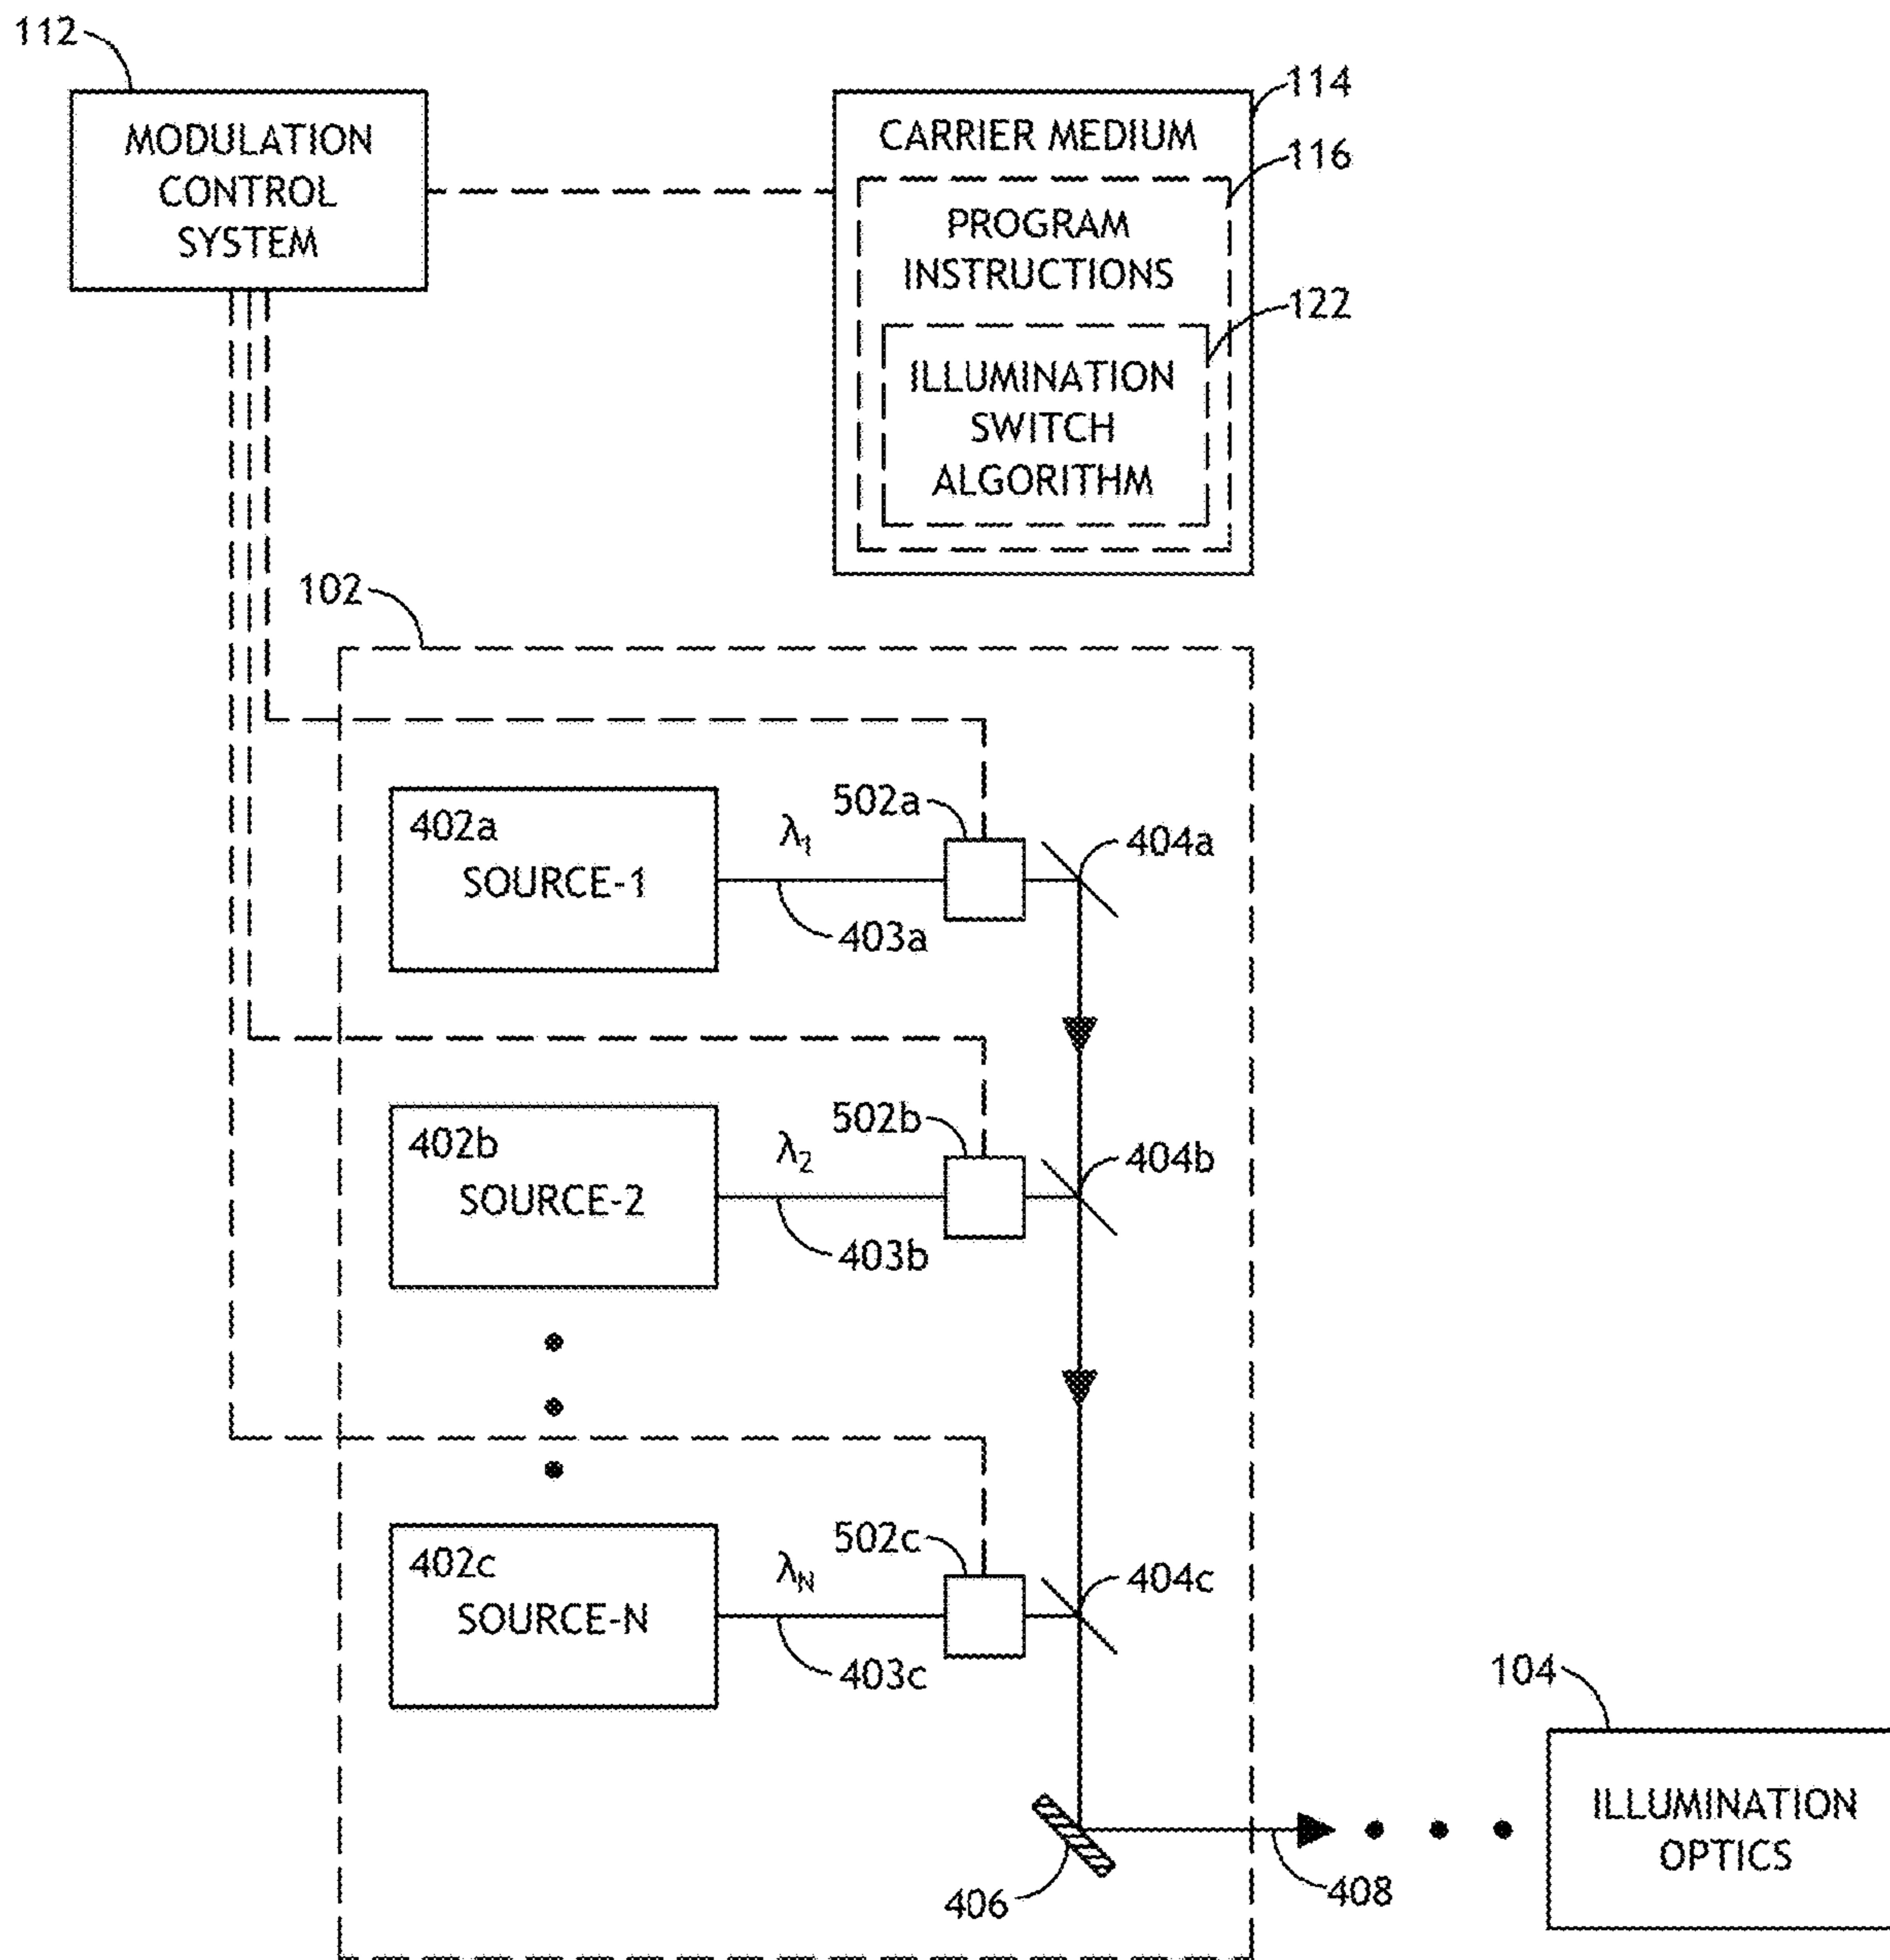 112
MODULATION
CONTROL
SYSTEM
114
CARRIER MEDIUM
116
PROGRAM
INSTRUCTIONS
122
ILLUMINATION
SWITCH
ALGORITHM
102
402a
SOURCE-1
λ1
403a
502a
404a
402b
SOURCE-2
λ2
403b
502b
404b
402c
SOURCE-N
λN
403c
502c
404c
406
408
104
ILLUMINATION
OPTICS